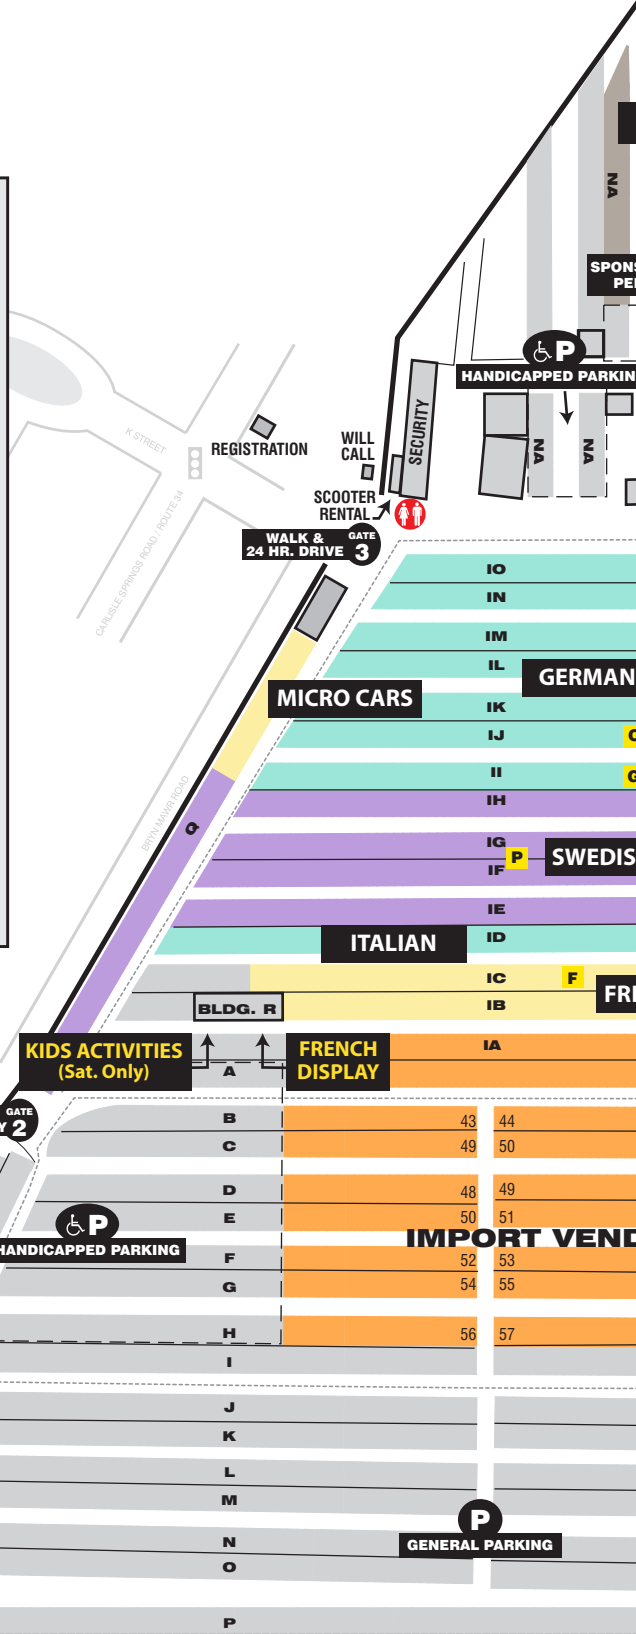 NA
SPONS
PE
P
HANDICAPPED PARKIN
NA
NA
K STREET
REGISTRATION
WILL
CALL
SECURITY
SCOOTER
RENTAL
WALK &
24 HR. DRIVE
GATE
3
CARLISLE SPRINGS ROAD / ROUTE 34
IO
IN
IM
IL
GERMAN
MICRO CARS
IK
IJ
II
G
IH
BRYN MAWR ROAD
Q
IG
P
SWEDIS
IF
IE
ITALIAN
ID
IC
F
FRE
BLDG. R
IB
KIDS ACTIVITIES
(Sat. Only)
FRENCH
DISPLAY
IA
A
GATE
Y 2
B
43 44
C
49 50
D
48 49
E
50 51
P
HANDICAPPED PARKING
IMPORT VEND
F
52 53
G
54 55
H
56 57
I
J
K
L
M
P
GENERAL PARKING
N
O
P